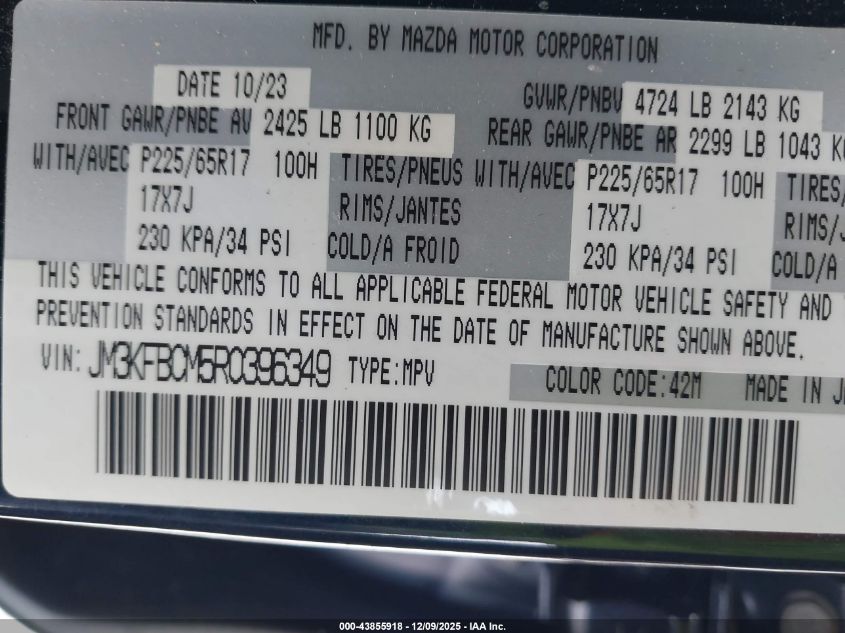 MFD. BY MAZDA MOTOR CORPORATION
DATE 10/23 GVWR/PNBV 4724 LB 2143 KG
FRONT GAWR/PNBE AV 2425 LB 1100 KG REAR GAWR/PNBE AR 2299 LB 1043 KG
WITH/AVEC P225/65R17 100H TIRES/PNEUS WITH/AVEC P225/65R17 100H TIRES/
17X7J RIMS/JANTES 17X7J RIMS/
230 KPA/34 PSI COLD/A FROID 230 KPA/34 PSI COLD/A
THIS VEHICLE CONFORMS TO ALL APPLICABLE FEDERAL MOTOR VEHICLE SAFETY AND
PREVENTION STANDARDS IN EFFECT ON THE DATE OF MANUFACTURE SHOWN ABOVE.
VIN: JM3KFBCM5R0396349 TYPE:MPV COLOR CODE:42M MADE IN
000-43855918 - 12/09/2025 - IAA Inc.